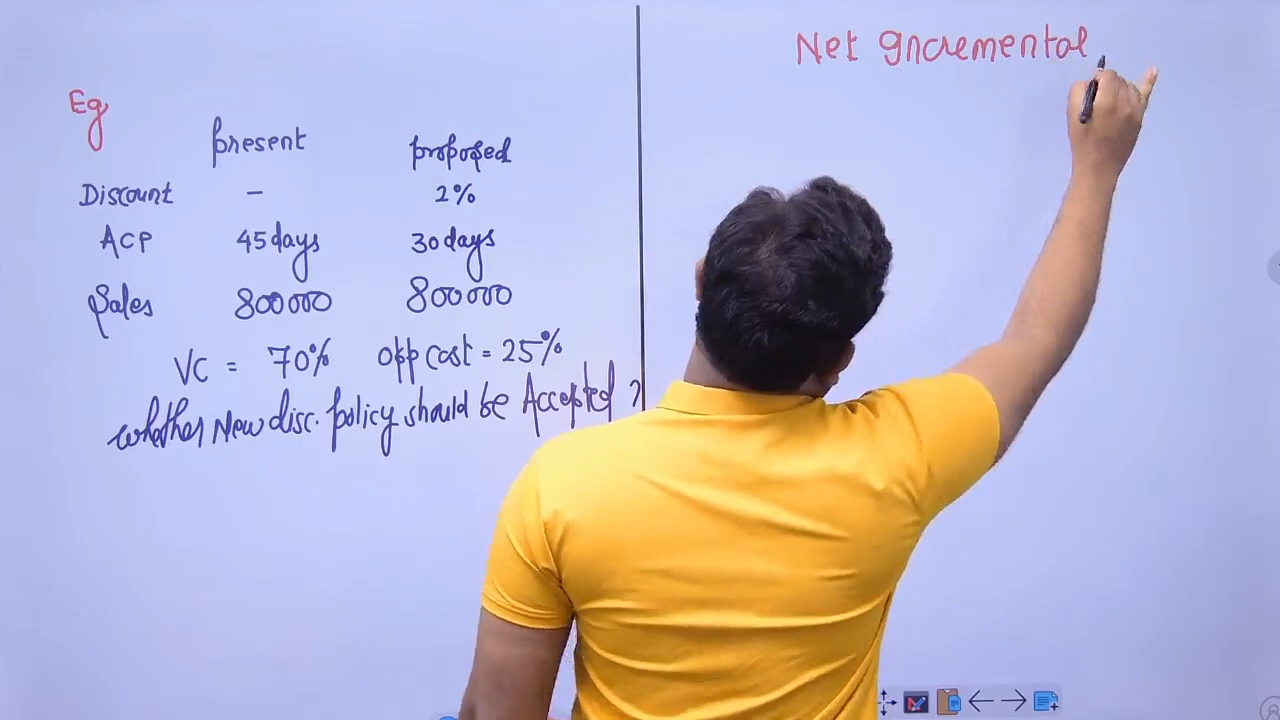 Eg
present proposed
Discount - 2%
ACP 45 days 30 days
Sales 800000 800000
VC = 70% opp cost = 25%
whether New disc. policy should be Accepted ?
Net Incremental